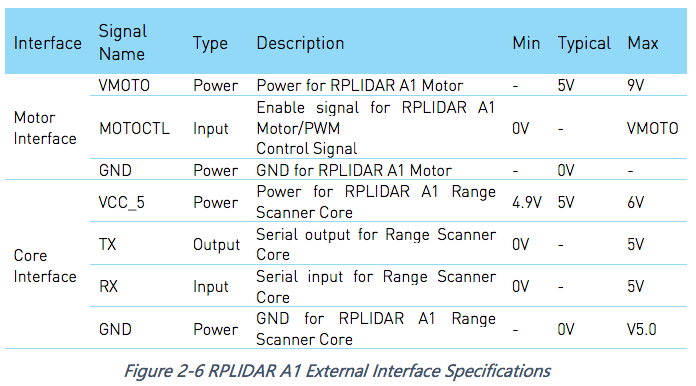 Interface Signal Name Type Description Min Typical Max
Motor Interface
VMOTO Power Power for RPLIDAR A1 Motor - 5V 9V
MOTOCTL Input Enable signal for RPLIDAR A1
Motor/PWM
Control Signal
0V - VMOTO
GND Power GND for RPLIDAR A1 Motor - 0V -
Core Interface
VCC_5 Power Power for RPLIDAR A1 Range
Scanner Core
4.9V 5V 6V
TX Output Serial output for Range Scanner
Core
0V - 5V
RX Input Serial input for Range Scanner
Core
0V - 5V
GND Power GND for RPLIDAR A1 Range
Scanner Core
- 0V V5.0
Figure 2-6 RPLIDAR A1 External Interface Specifications